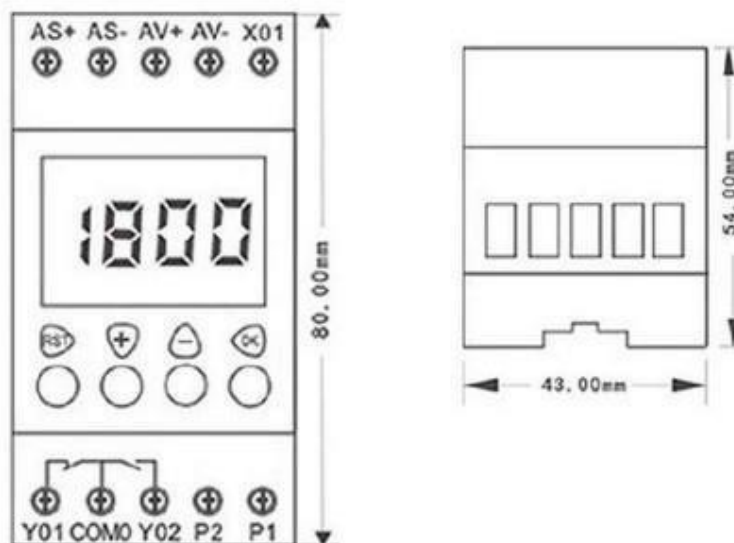 AS+ AS- AV+ AV- X01
1800
80.00mm
RST + - OK
Y01 COM0 Y02 P2 P1
54.00mm
43.00mm